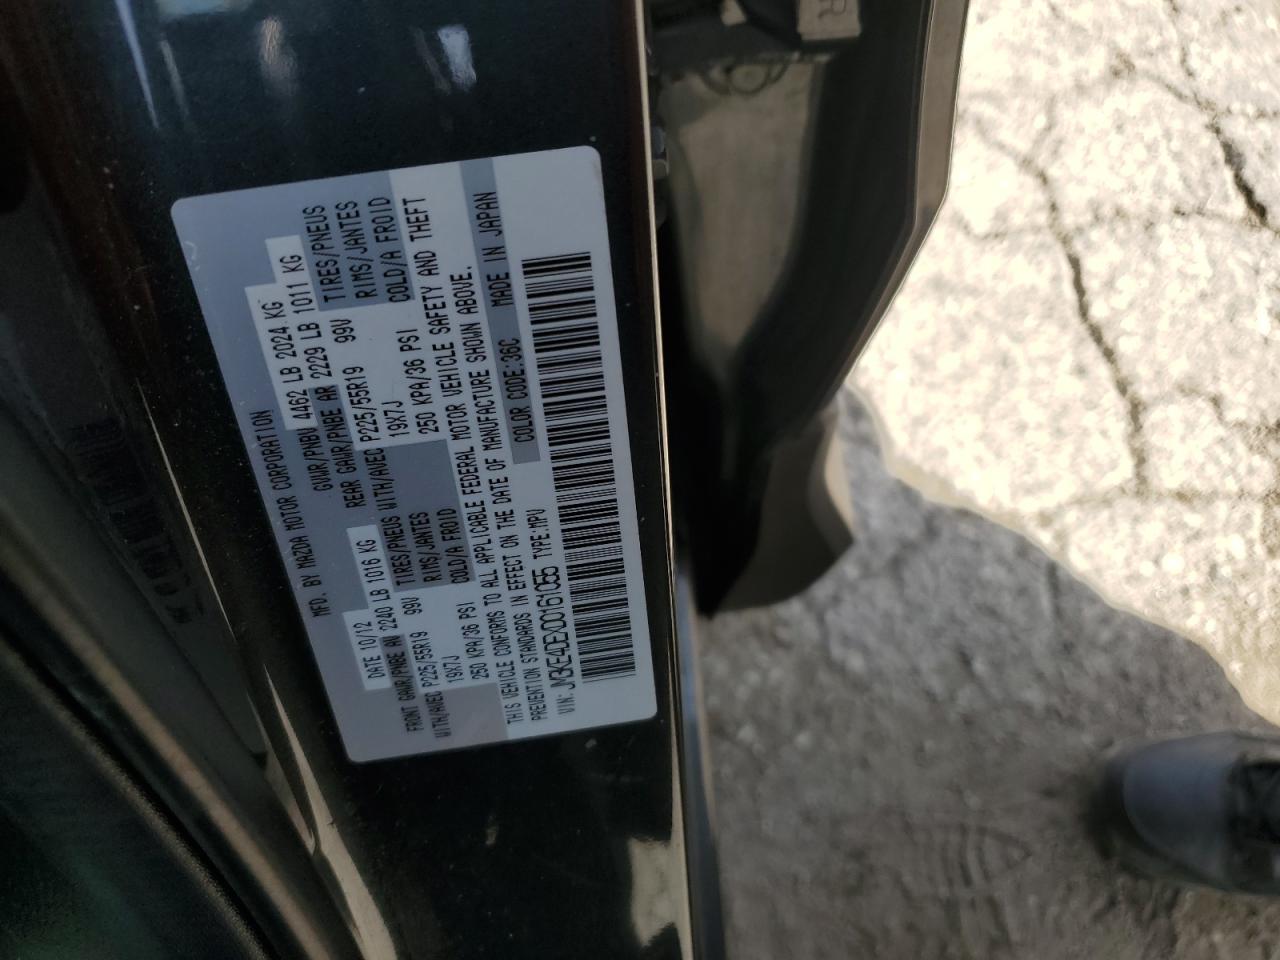 MFD. BY MAZDA MOTOR CORPORATION
DATE 10/12 GVWR/PNBV 4462 LB 2024 KG
FRONT GAWR/PNBE AV 2240 LB 1016 KG REAR GAWR/PNBE AR 2229 LB 1011 KG
WITH/AVEC P225/55R19 99V TIRES/PNEUS WITH/AVEC P225/55R19 99V TIRES/PNEUS
19X7J RIMS/JANTES 19X7J RIMS/JANTES
250 KPA/36 PSI COLD/A FROID 250 KPA/36 PSI COLD/A FROID
THIS VEHICLE CONFORMS TO ALL APPLICABLE FEDERAL MOTOR VEHICLE SAFETY AND THEFT
PREVENTION STANDARDS IN EFFECT ON THE DATE OF MANUFACTURE SHOWN ABOVE.
VIN: JM3KE4DEXD0161055 TYPE:MPV COLOR CODE:36C MADE IN JAPAN
R